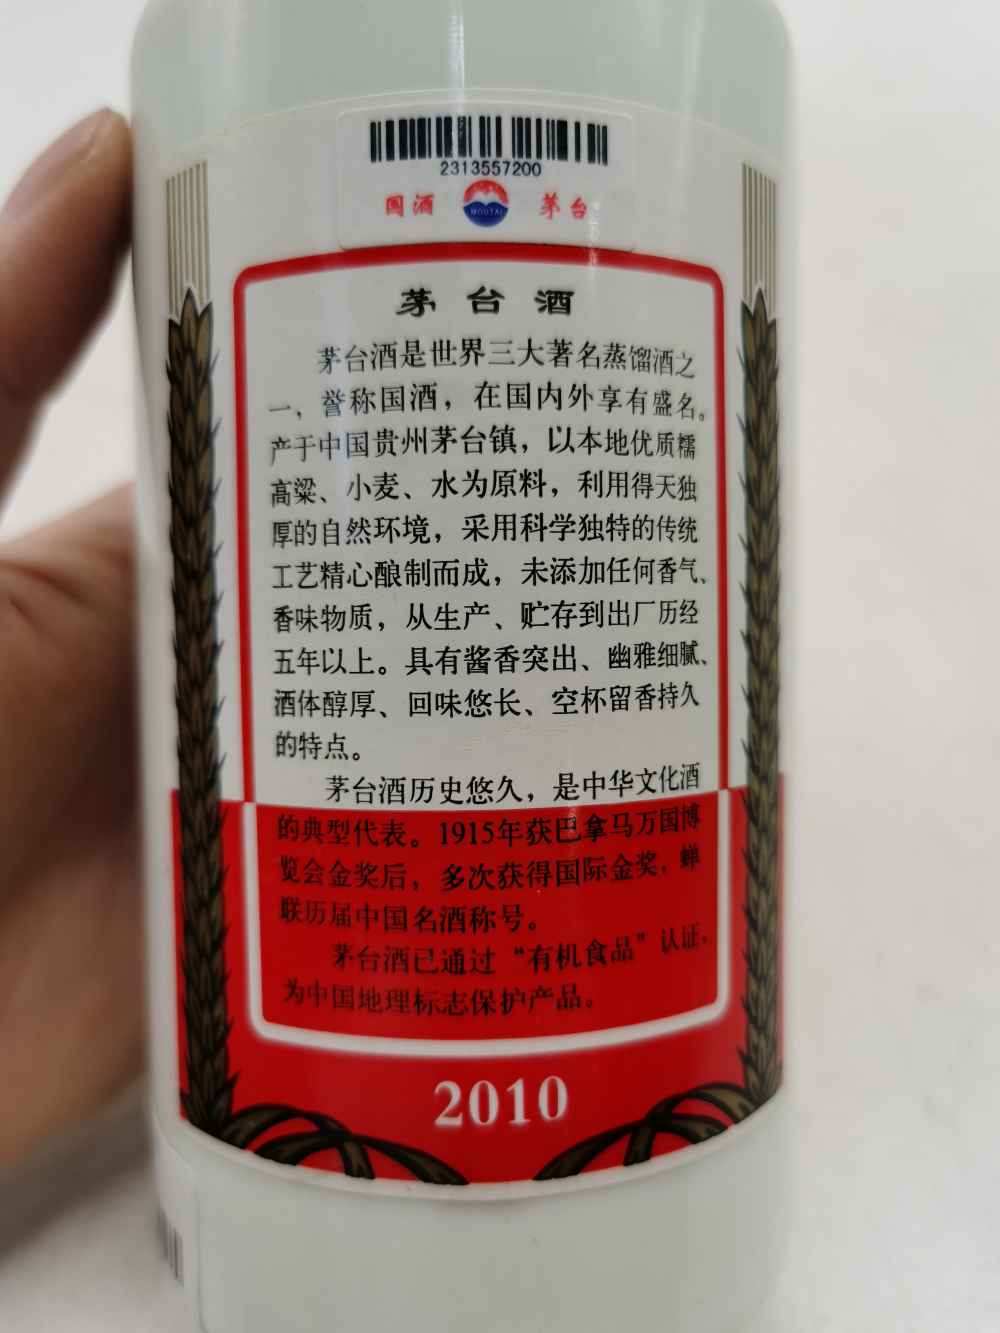 2313557200
国酒 MOUTAI 茅台
茅台酒
茅台酒是世界三大著名蒸馏酒之
一、誉称国酒，在国内外享有盛名。
产于中国贵州茅台镇，以本地优质糯
高粱、小麦、水为原料，利用得天独
厚的自然环境，采用科学独特的传统
工艺精心酿制而成，未添加任何香气、
香味物质，从生产、贮存到出厂历经
五年以上。具有酱香突出、幽雅细腻、
酒体醇厚、回味悠长、空杯留香持久
的特点。
茅台酒历史悠久，是中华文化酒
的典型代表。1915年获巴拿马万国博
览会金奖后，多次获得国际金奖，蝉
联历届中国名酒称号。
茅台酒已通过“有机食品”认证，
为中国地理标志保护产品。
2010